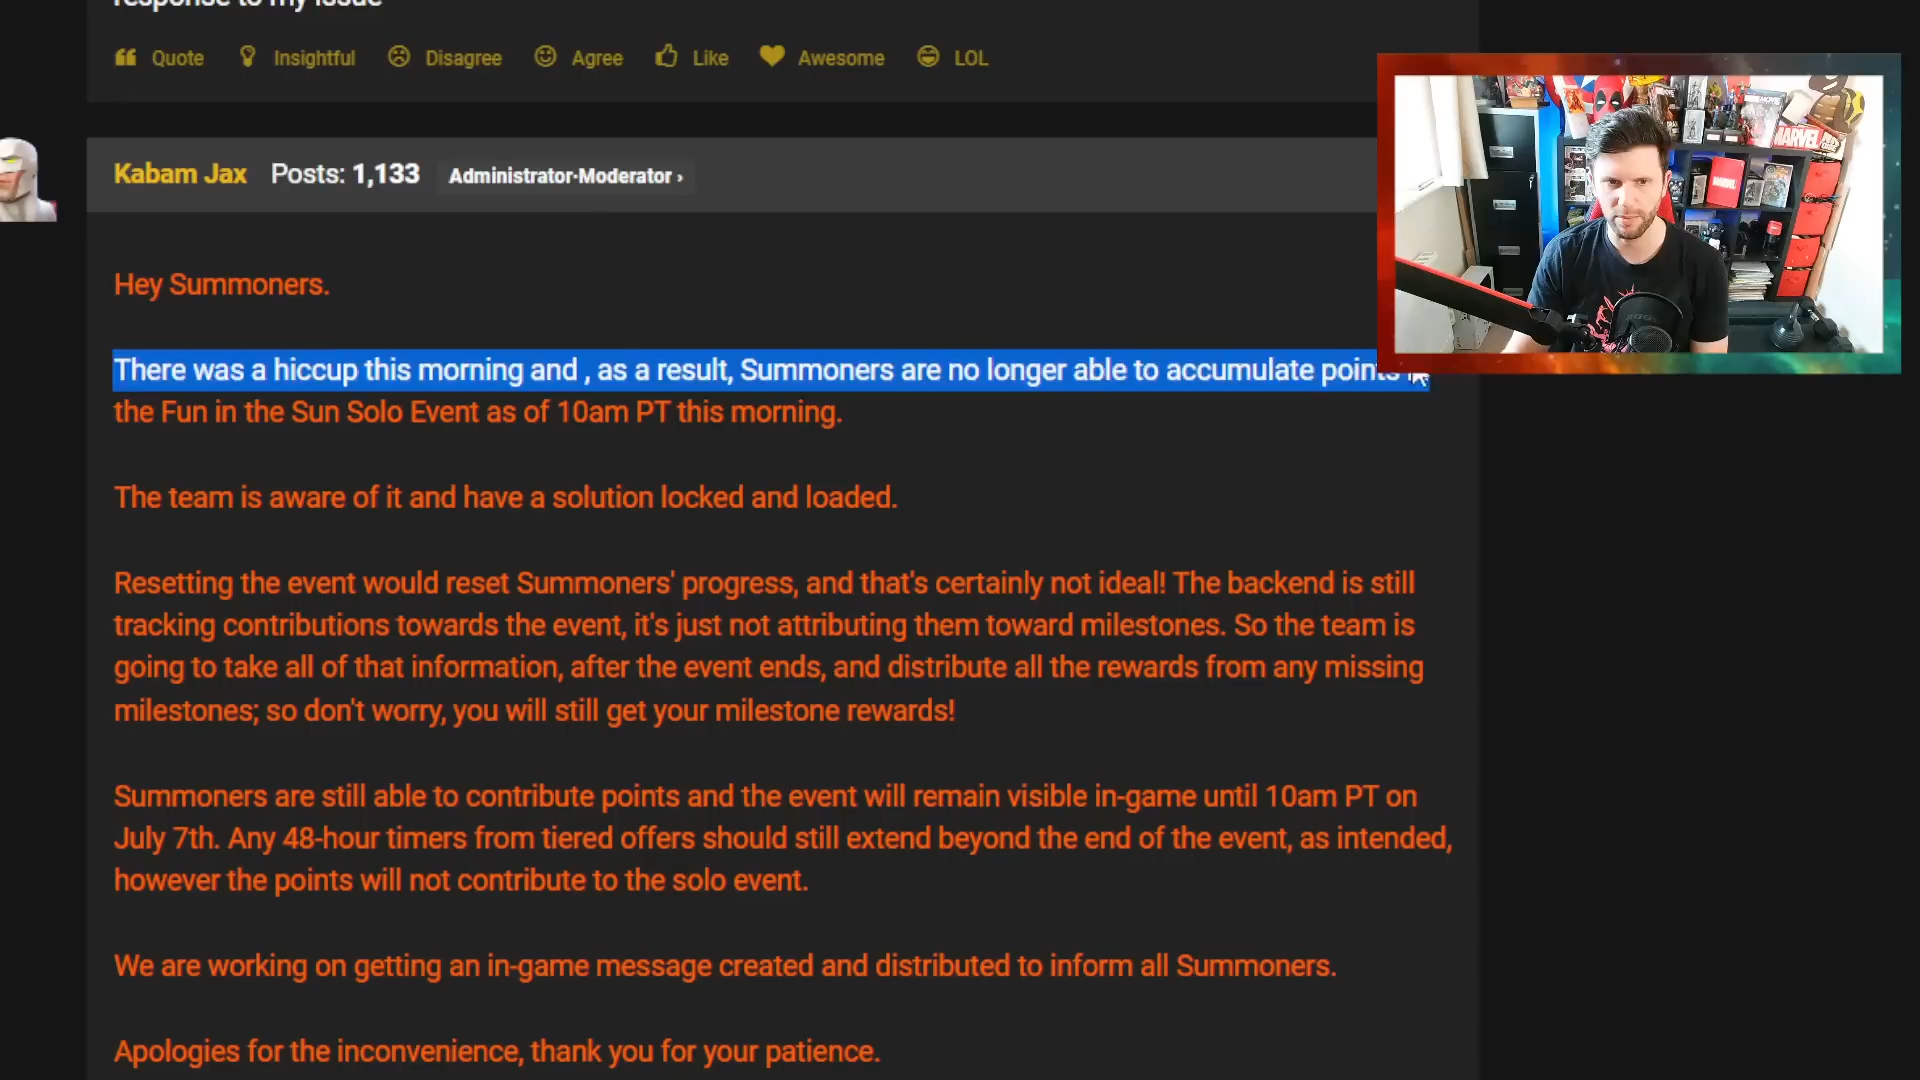 response to my issue
Quote Insightful Disagree Agree Like Awesome LOL
Kabam Jax Posts: 1,133 Administrator·Moderator ›
Hey Summoners.
There was a hiccup this morning and , as a result, Summoners are no longer able to accumulate points
the Fun in the Sun Solo Event as of 10am PT this morning.
The team is aware of it and have a solution locked and loaded.
Resetting the event would reset Summoners' progress, and that's certainly not ideal! The backend is still
tracking contributions towards the event, it's just not attributing them toward milestones. So the team is
going to take all of that information, after the event ends, and distribute all the rewards from any missing
milestones; so don't worry, you will still get your milestone rewards!
Summoners are still able to contribute points and the event will remain visible in-game until 10am PT on
July 7th. Any 48-hour timers from tiered offers should still extend beyond the end of the event, as intended,
however the points will not contribute to the solo event.
We are working on getting an in-game message created and distributed to inform all Summoners.
Apologies for the inconvenience, thank you for your patience.
MARVEL